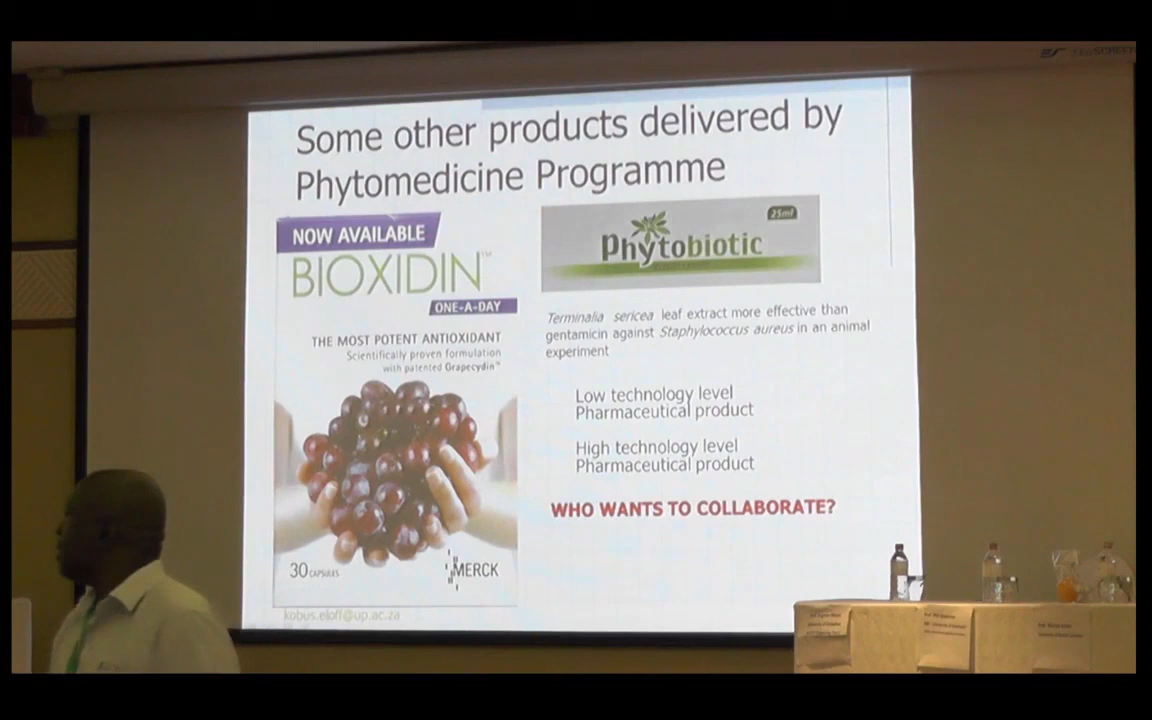 Some other products delivered by
Phytomedicine Programme
NOW AVAILABLE
BIOXIDIN™
ONE-A-DAY
THE MOST POTENT ANTIOXIDANT
Scientifically proven formulation
with patented Grapecydin™
30 CAPSULES
MERCK
kobus.eloff@up.ac.za
25ml
Phytobiotic
Terminalia sericea leaf extract more effective than
gentamicin against Staphylococcus aureus in an animal
experiment
Low technology level
Pharmaceutical product
High technology level
Pharmaceutical product
WHO WANTS TO COLLABORATE?